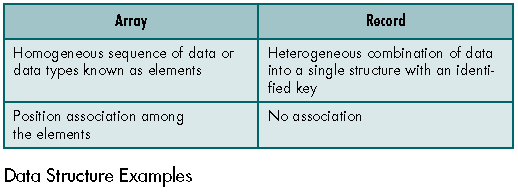 Array
Record
Homogeneous sequence of data or
data types known as elements
Heterogeneous combination of data
into a single structure with an identi-
fied key
Position association among
the elements
No association
Data Structure Examples